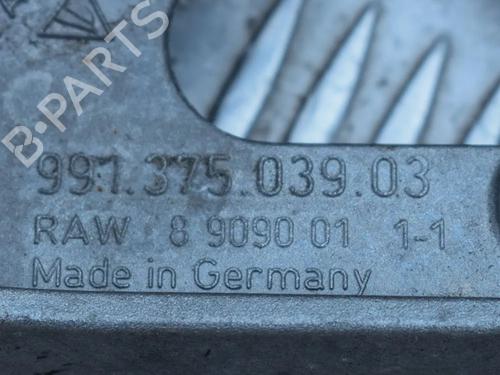 B-PARTS
991.375.039.03
RAW 8 9090 01 1-1
Made in Germany